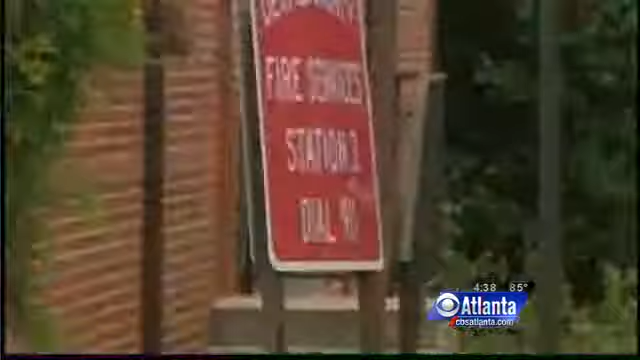 FIRE SERVICES
STATION 1
DIAL 911
4:38 85°
Atlanta
cbsatlanta.com